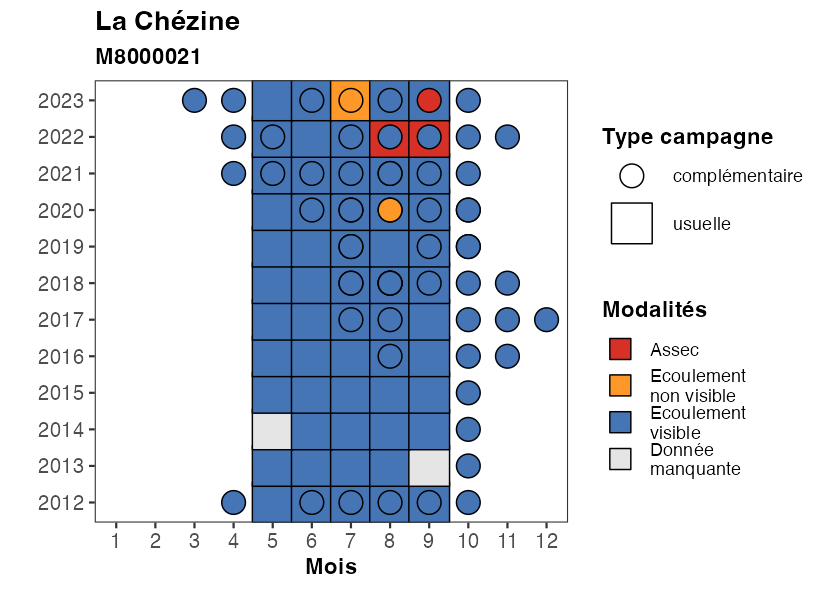 La Chézine
M8000021
2023
2022
2021
2020
2019
2018
2017
2016
2015
2014
2013
2012
1 2 3 4 5 6 7 8 9 10 11 12
Mois
Type campagne
complémentaire
usuelle
Modalités
Assec
Ecoulement
non visible
Ecoulement
visible
Donnée
manquante